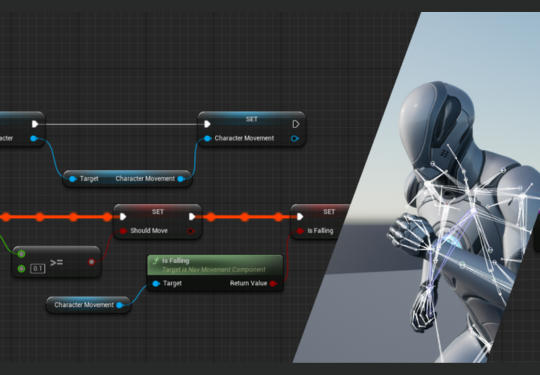 SET
acter
Character Movement
Target
Character Movement
SET
SET
Should Move
Is Falling
0.1
>=
Is Falling
Target is Nav Movement Component
Target
Return Value
Character Movement